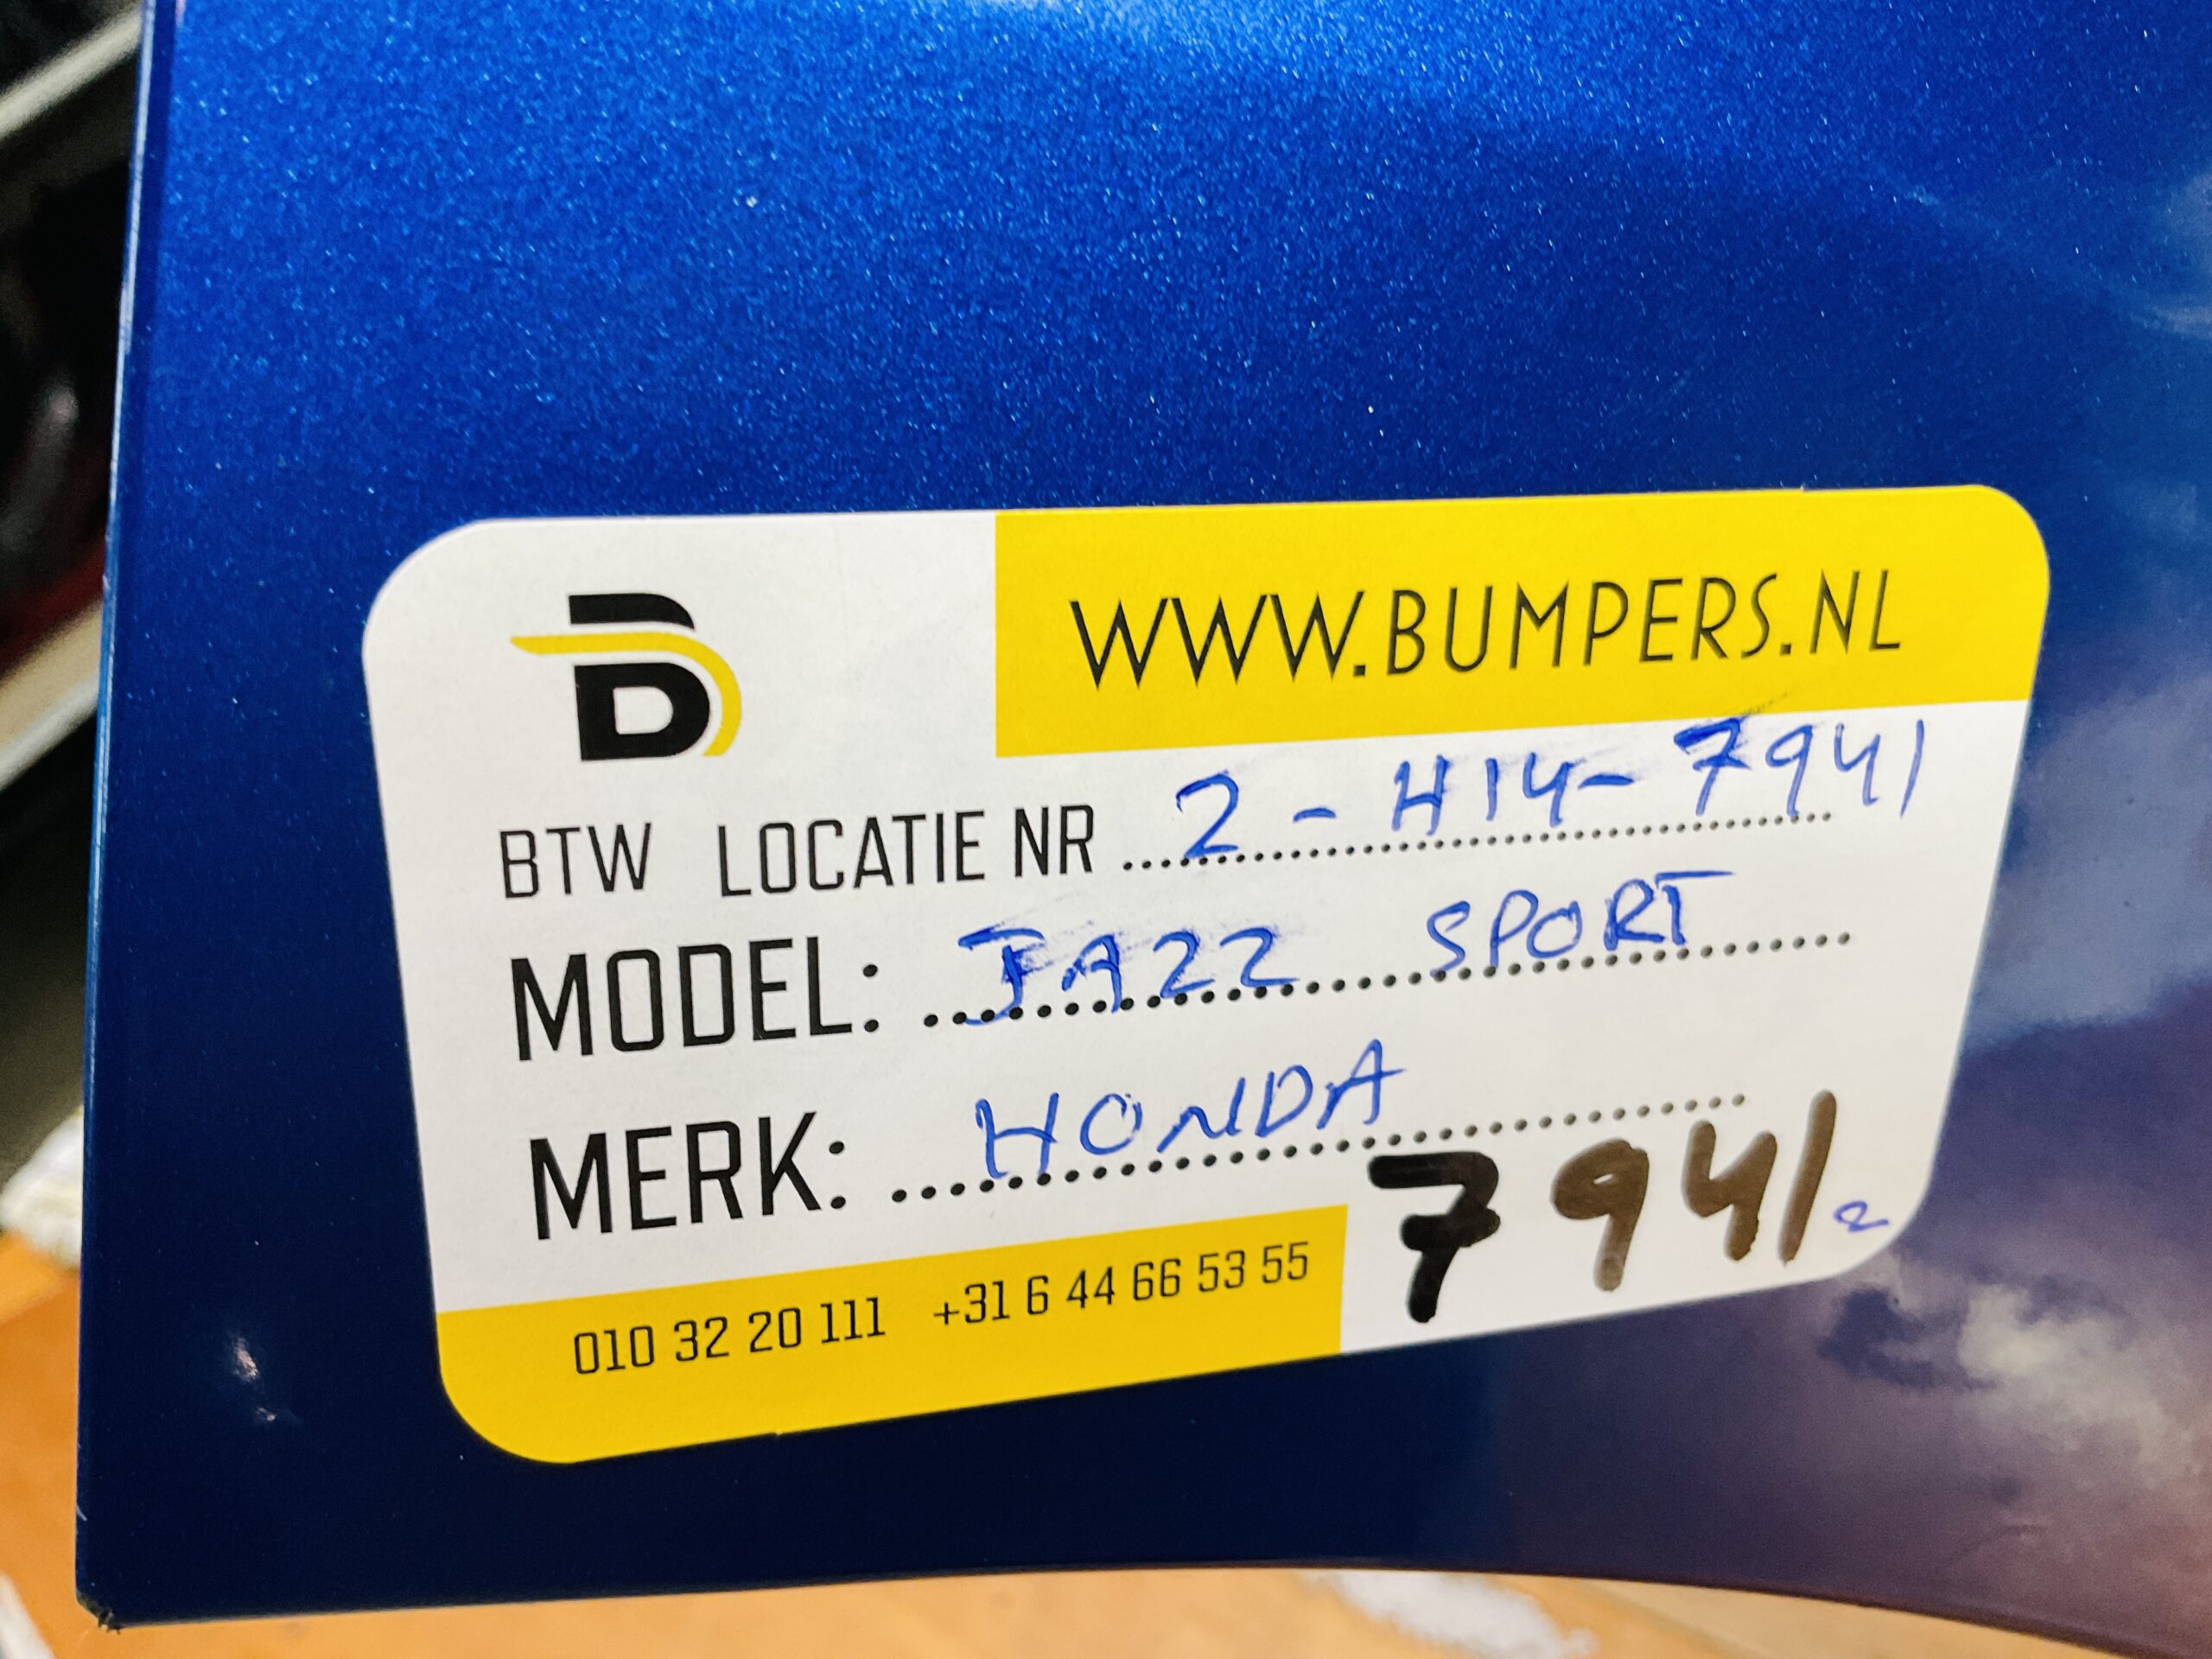 B
WWW.BUMPERS.NL
BTW LOCATIE NR 2 - H14 - 7941
MODEL: JAZZ SPORT
MERK: HONDA
7941 2
010 32 20 111 +31 6 44 66 53 55